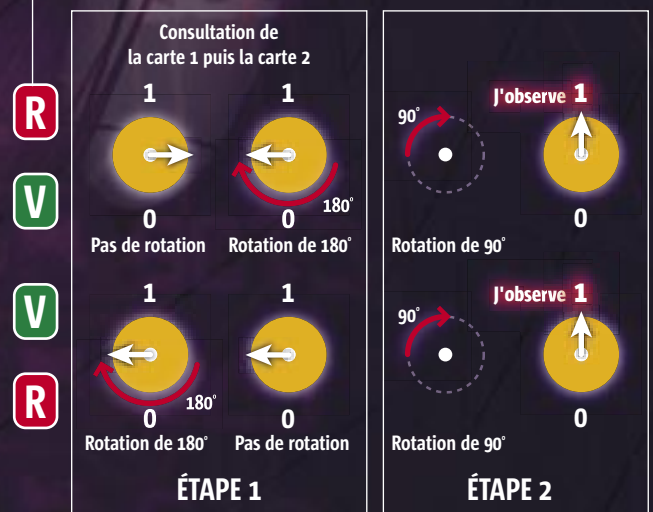 Consultation de
la carte 1 puis la carte 2
R
V
1
1
180°
0
0
Pas de rotation
Rotation de 180°
90°
J'observe 1
0
Rotation de 90°
V
R
1
1
180°
0
0
Rotation de 180°
Pas de rotation
90°
J'observe 1
0
Rotation de 90°
ÉTAPE 1
ÉTAPE 2